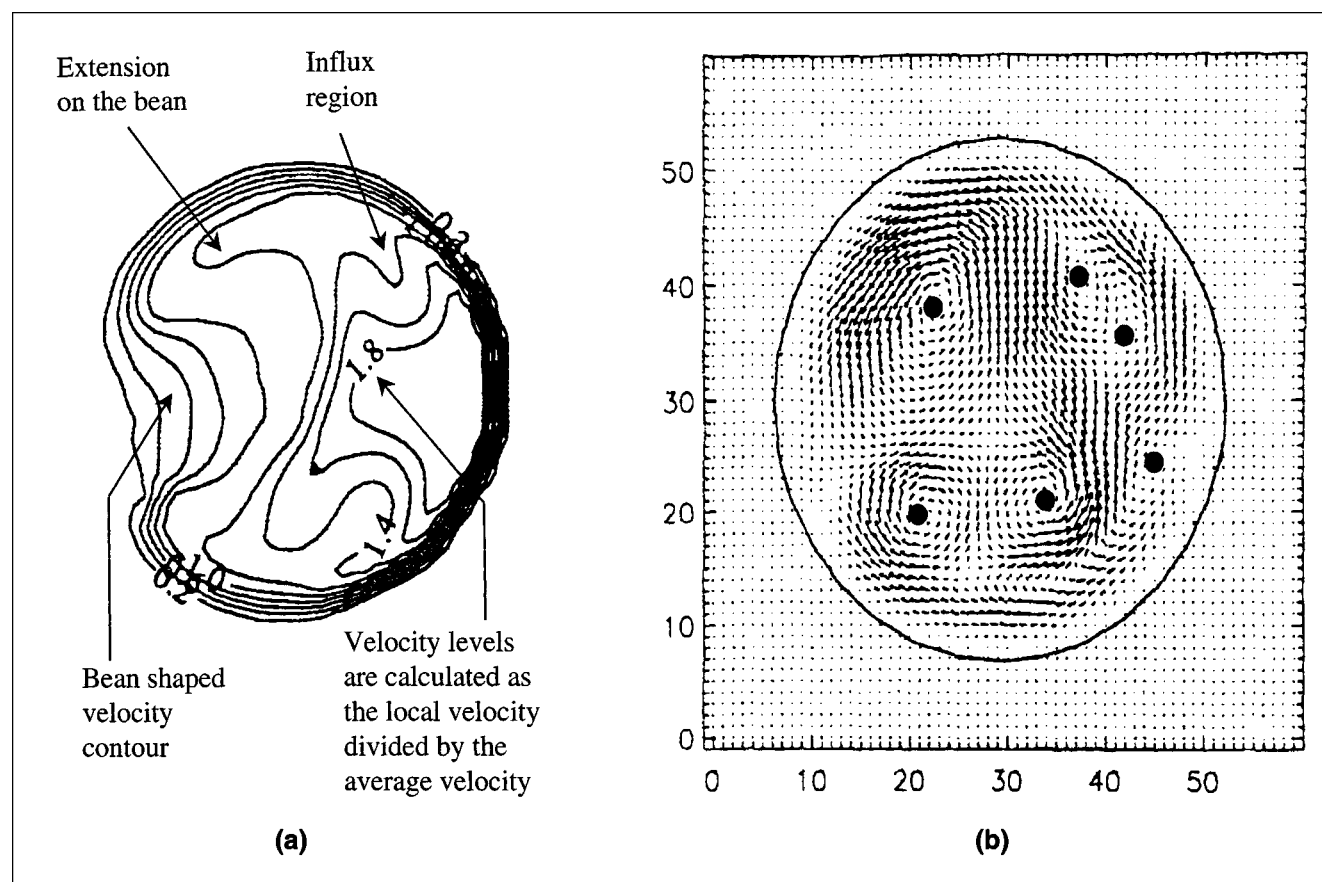 Extension
on the bean
Influx
region
1.8
1.4
Bean shaped
velocity
contour
Velocity levels
are calculated as
the local velocity
divided by the
average velocity
(a)
50
40
30
20
10
0
0 10 20 30 40 50
(b)